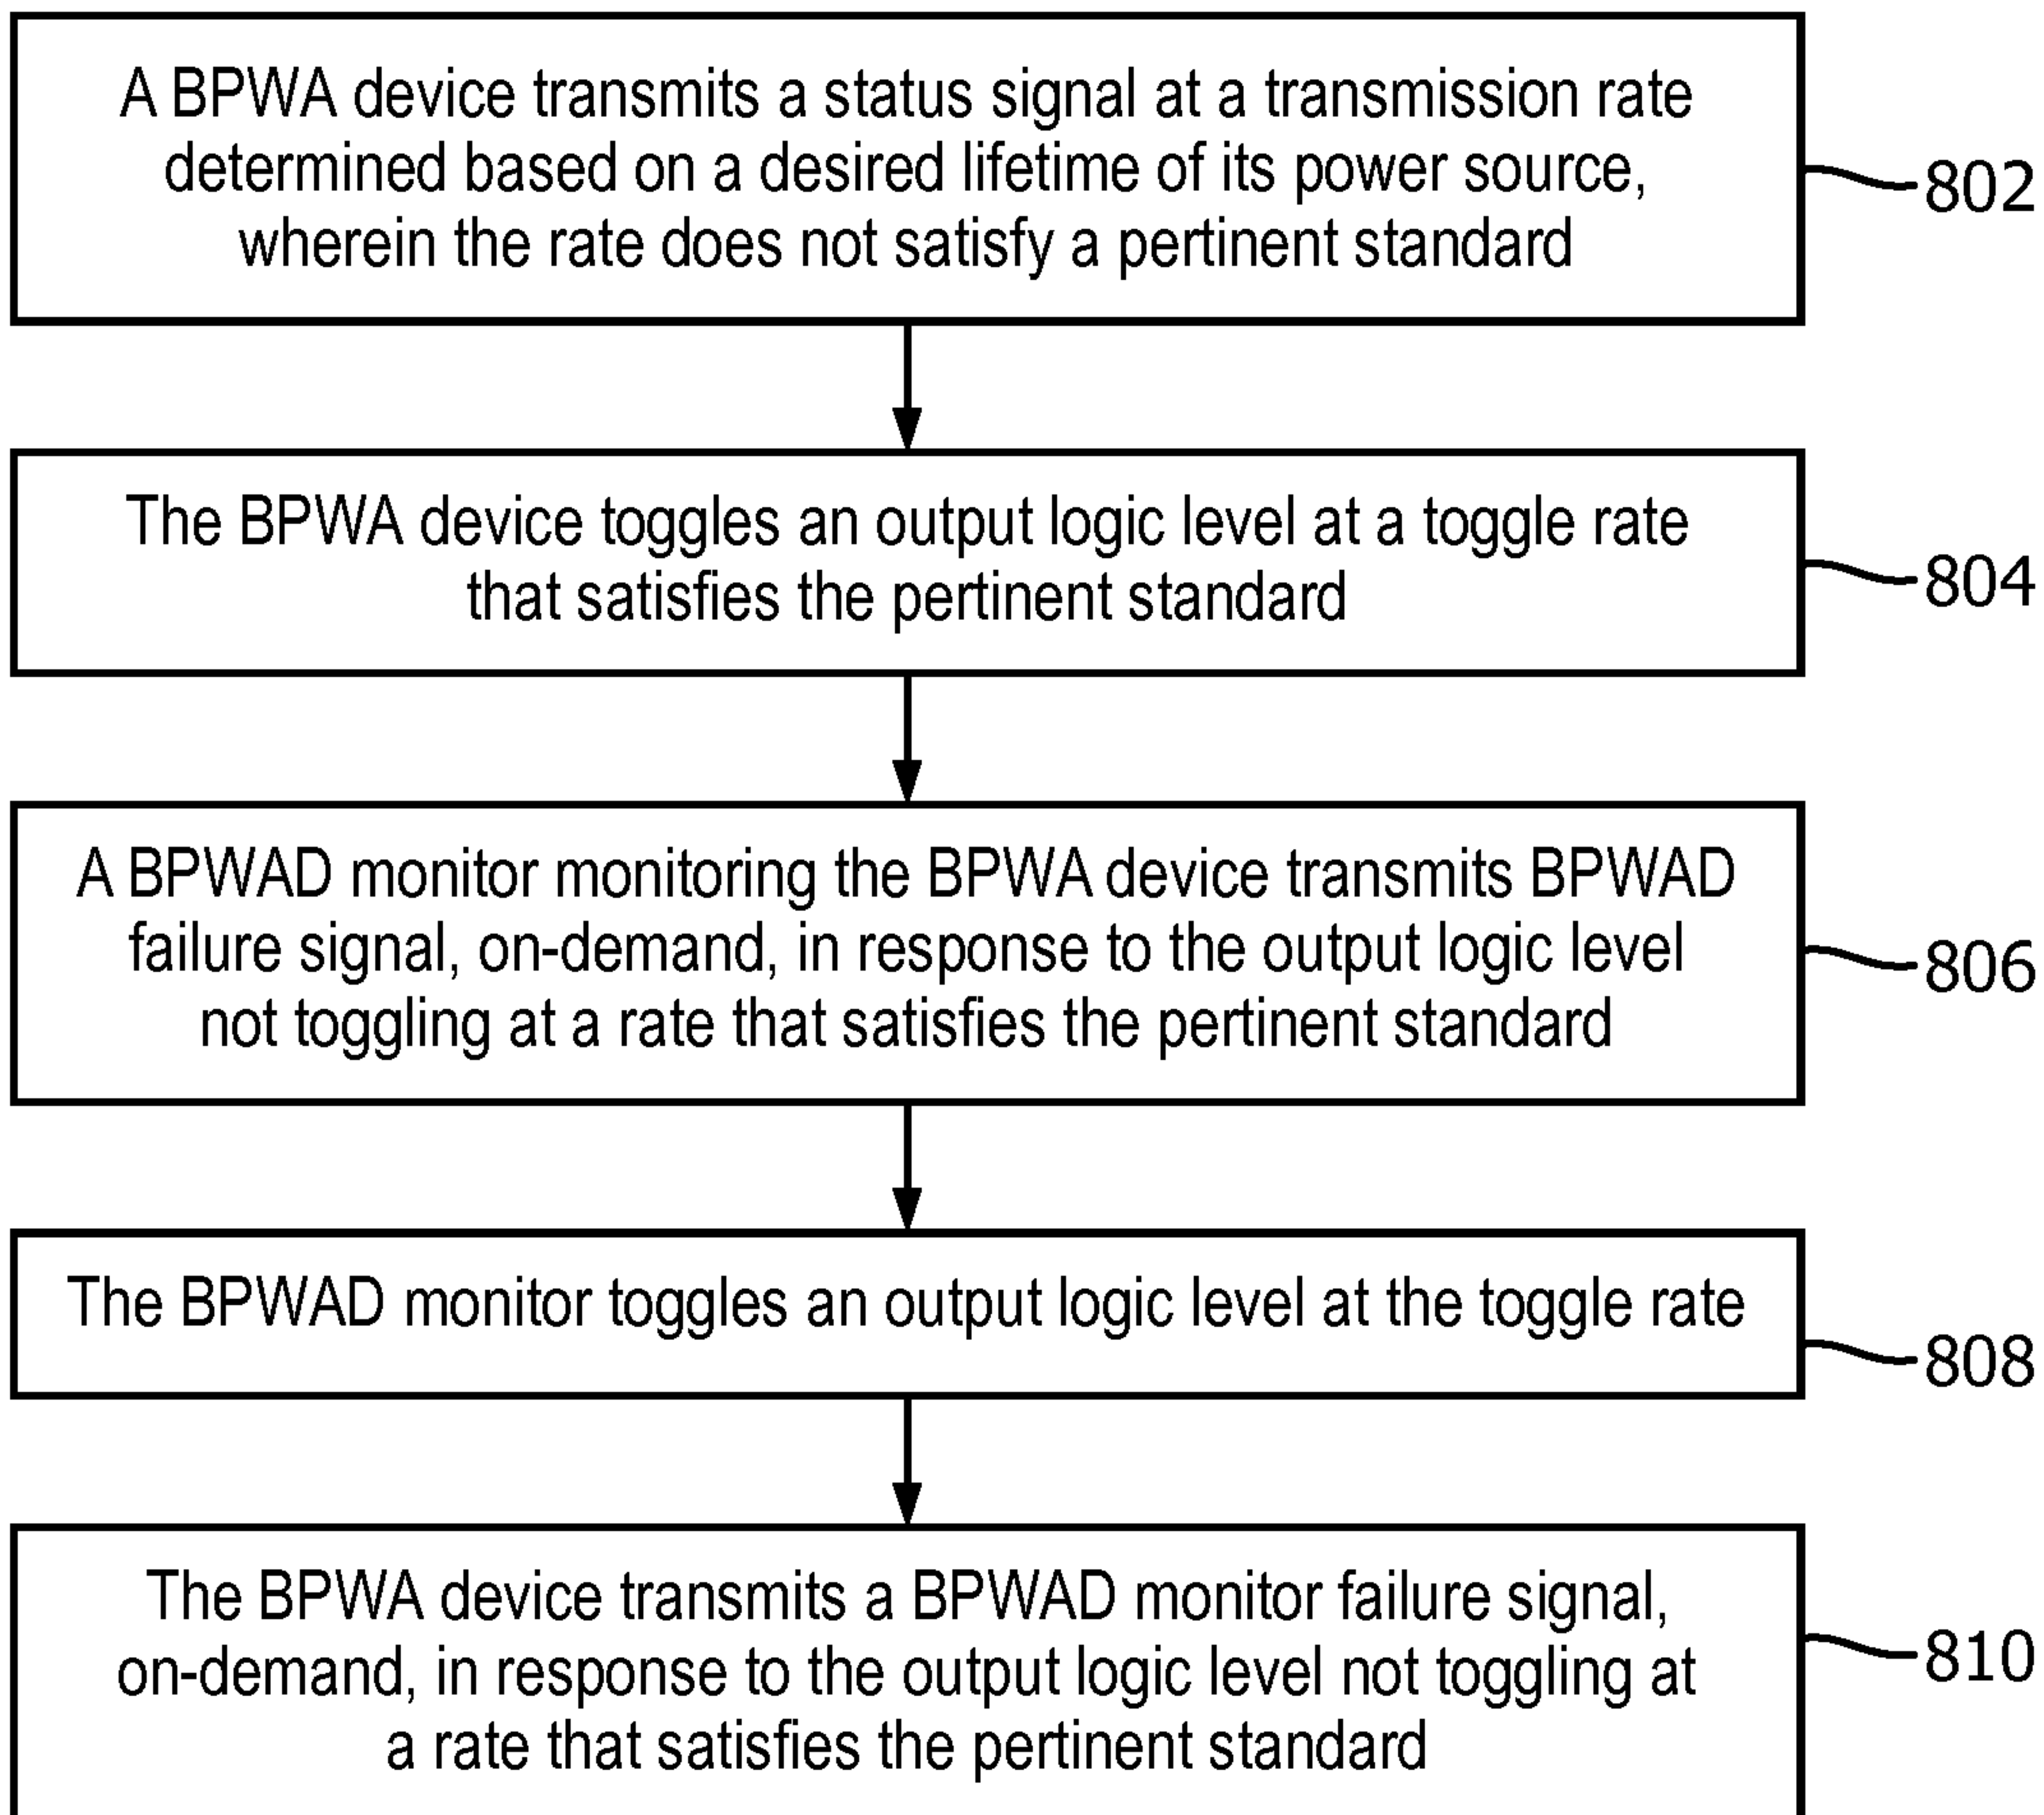 A BPWA device transmits a status signal at a transmission rate
determined based on a desired lifetime of its power source,
wherein the rate does not satisfy a pertinent standard
802
The BPWA device toggles an output logic level at a toggle rate
that satisfies the pertinent standard
804
A BPWAD monitor monitoring the BPWA device transmits BPWAD
failure signal, on-demand, in response to the output logic level
not toggling at a rate that satisfies the pertinent standard
806
The BPWAD monitor toggles an output logic level at the toggle rate
808
The BPWA device transmits a BPWAD monitor failure signal,
on-demand, in response to the output logic level not toggling at
a rate that satisfies the pertinent standard
810